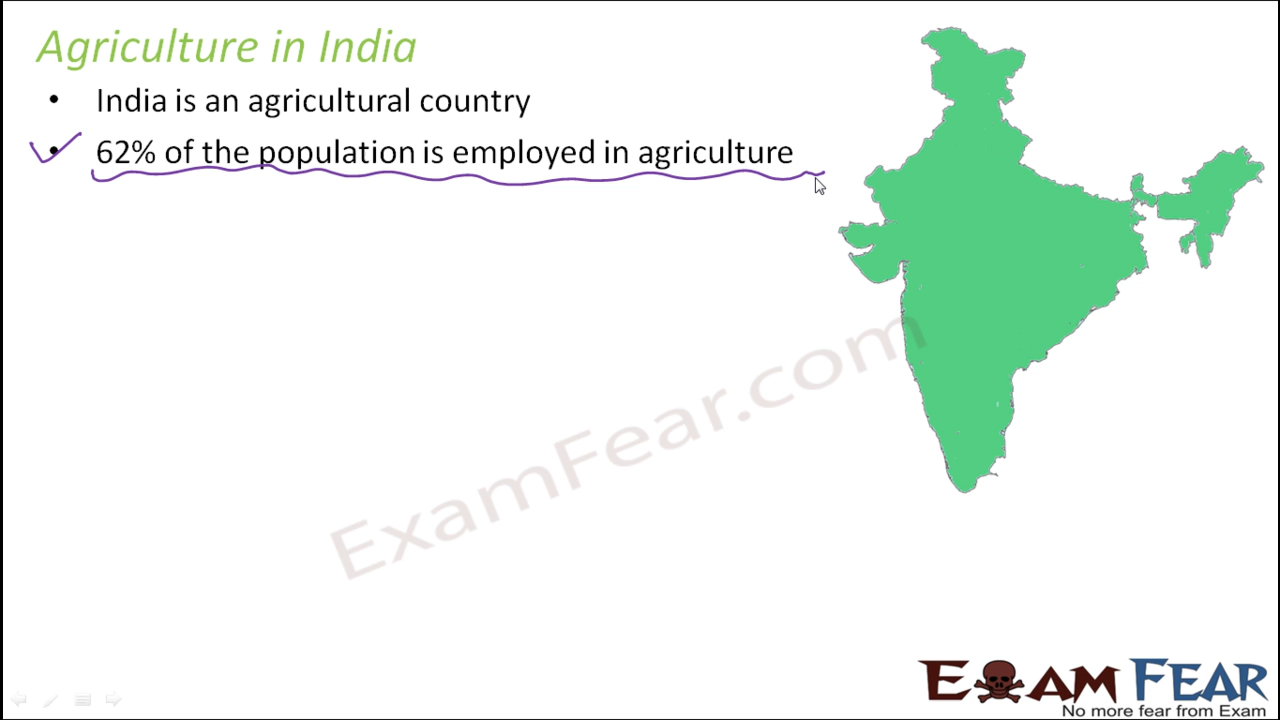 Agriculture in India
• India is an agricultural country
• 62% of the population is employed in agriculture
ExamFear.com
EXAM FEAR
No more fear from Exam